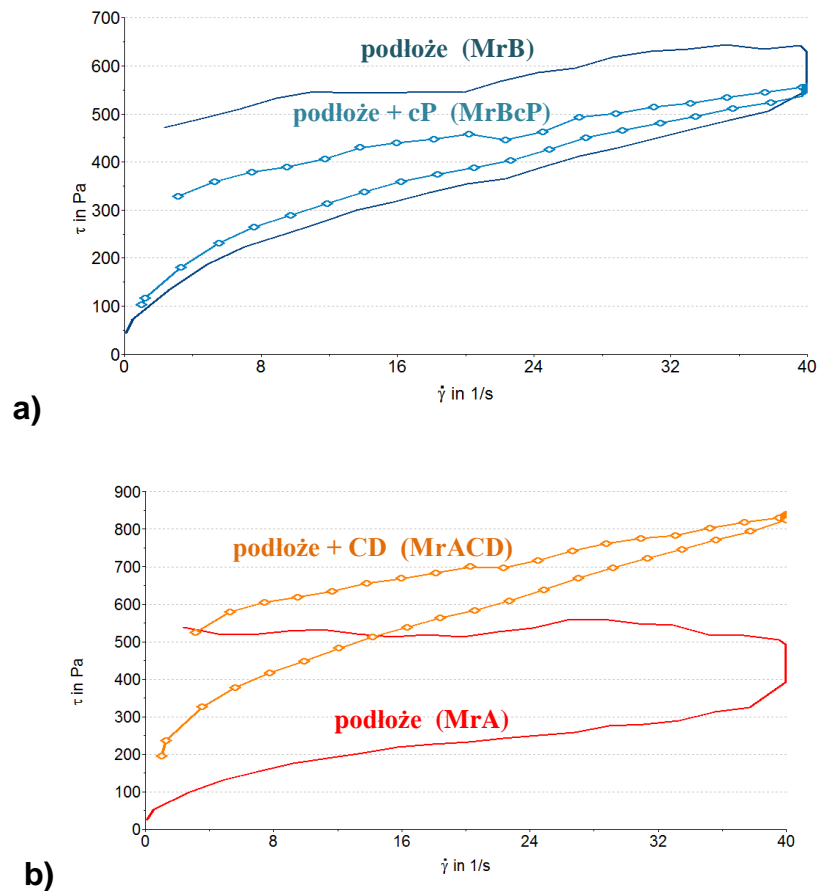 700
600
500
400
300
200
100
0
τ in Pa
podłoże (MrB)
podłoże + cP (MrBcP)
0 8 16 24 32 40
γ̇ in 1/s
a)
900
800
700
600
500
400
300
200
100
0
τ in Pa
podłoże + CD (MrACD)
podłoże (MrA)
0 8 16 24 32 40
γ̇ in 1/s
b)